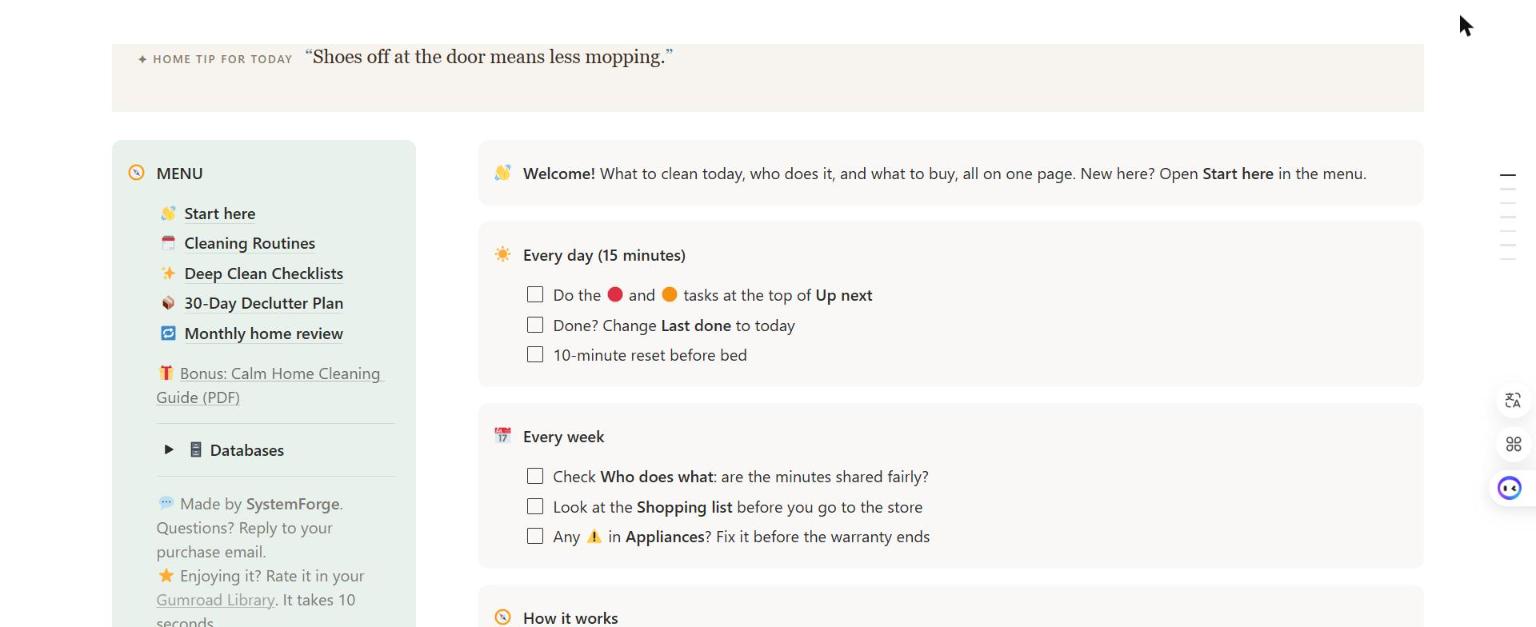 ✦ HOME TIP FOR TODAY “Shoes off at the door means less mopping.”
MENU
👋 Start here
Cleaning Routines
✨ Deep Clean Checklists
📦 30-Day Declutter Plan
🔁 Monthly home review
🎁 Bonus: Calm Home Cleaning
Guide (PDF)
▶ 🗄️ Databases
💬 Made by SystemForge.
Questions? Reply to your
purchase email.
⭐ Enjoying it? Rate it in your
Gumroad Library. It takes 10
seconds.
👋 Welcome! What to clean today, who does it, and what to buy, all on one page. New here? Open Start here in the menu.
☀️ Every day (15 minutes)
Do the 🔴 and 🟠 tasks at the top of Up next
Done? Change Last done to today
10-minute reset before bed
📅 Every week
Check Who does what: are the minutes shared fairly?
Look at the Shopping list before you go to the store
Any ⚠️ in Appliances? Fix it before the warranty ends
How it works